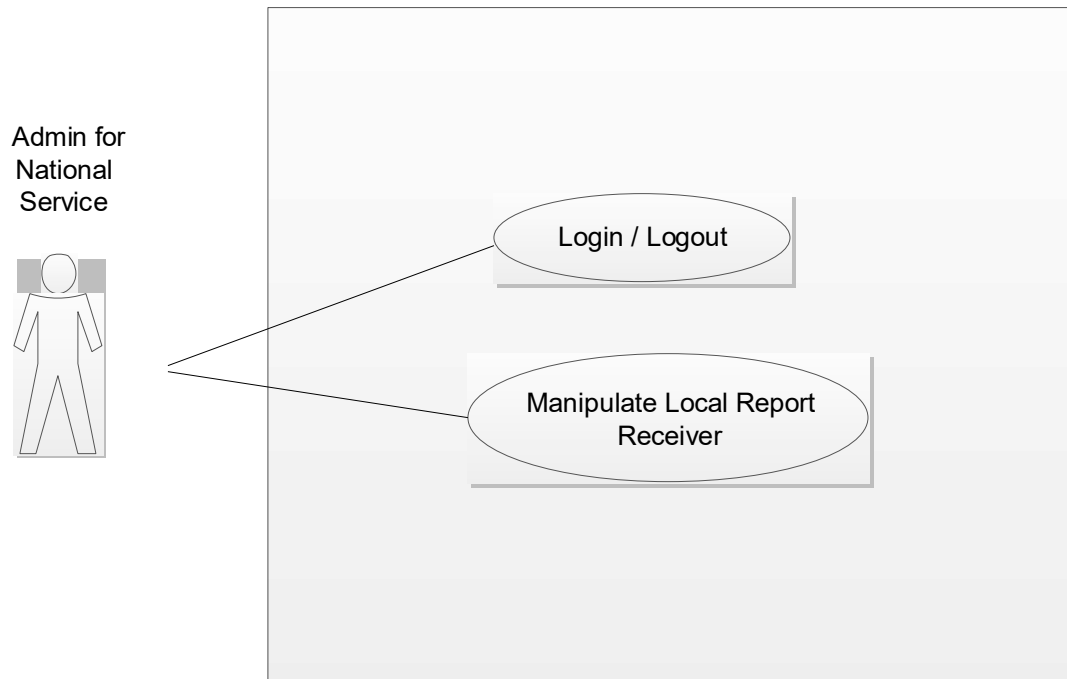 Admin for
National
Service
Login / Logout
Manipulate Local Report
Receiver